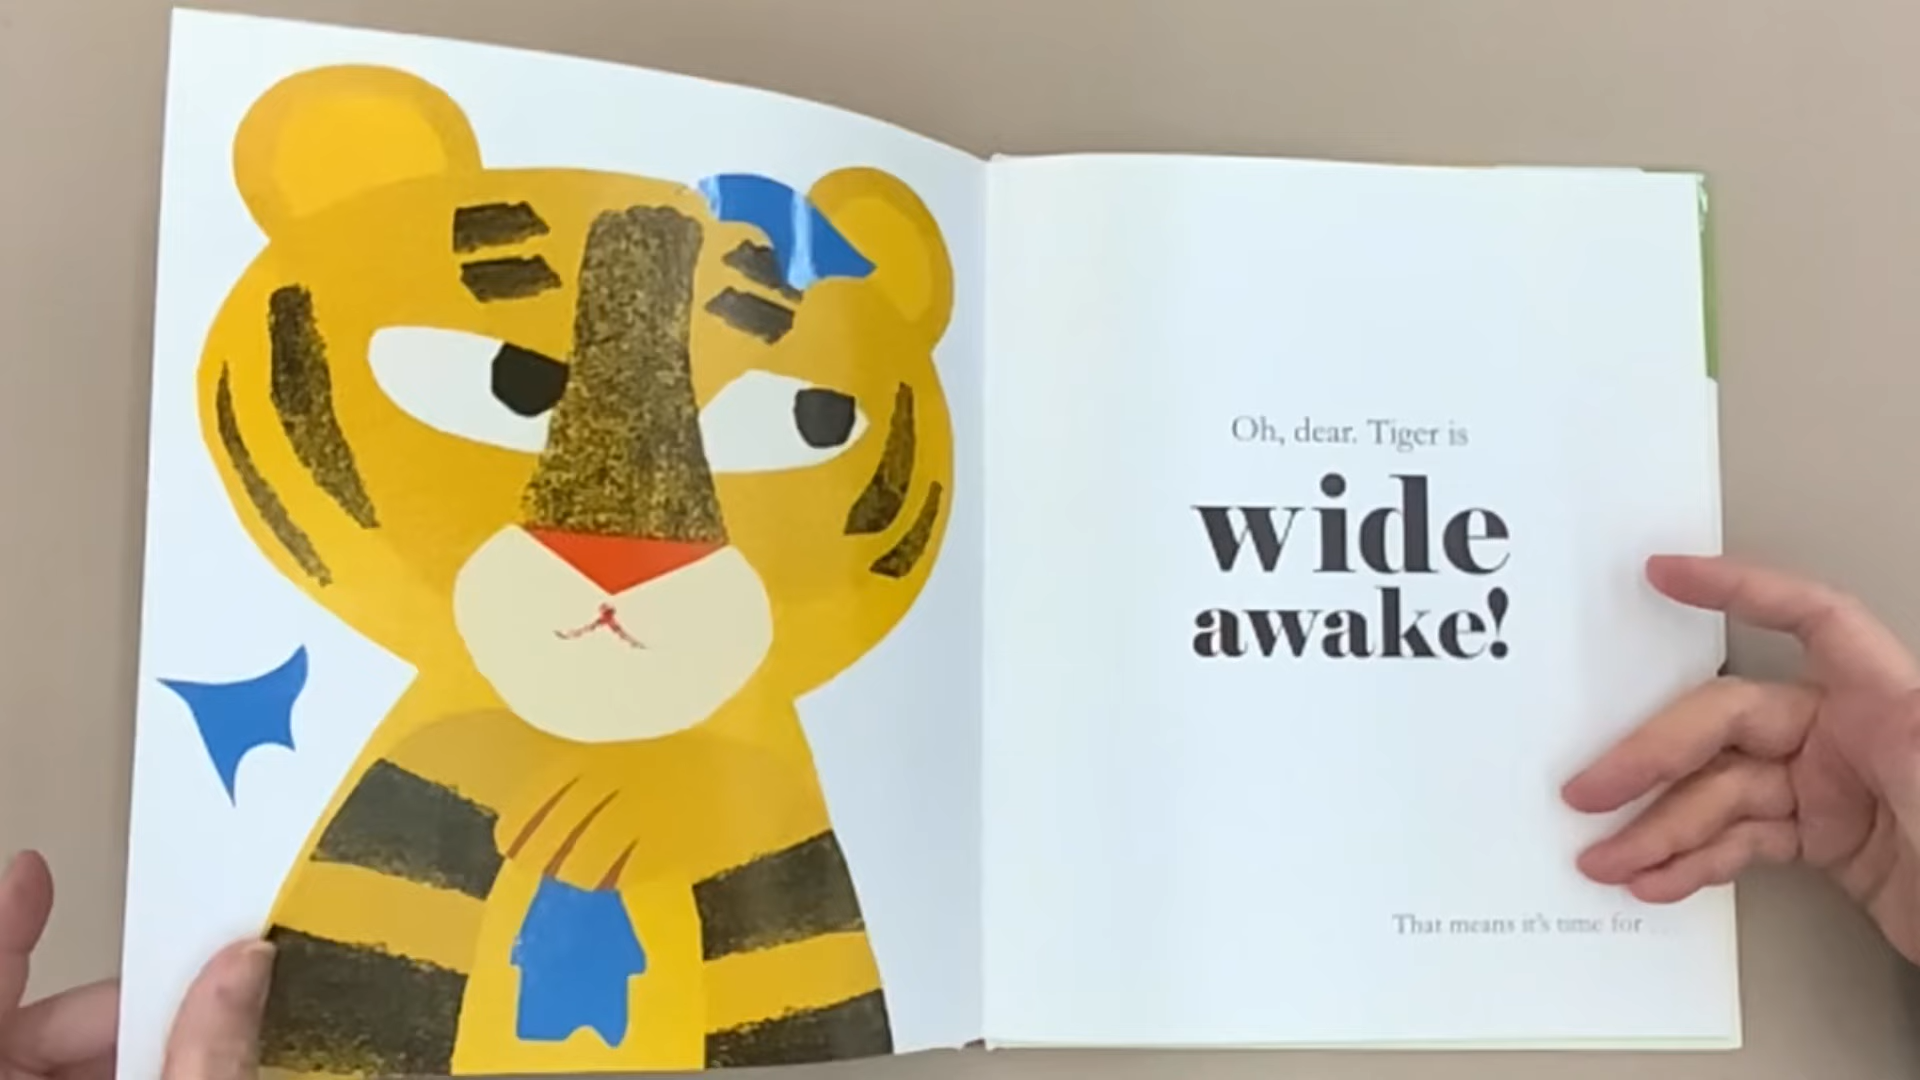 Oh, dear. Tiger is
wide
awake!
That means it's time for . . .